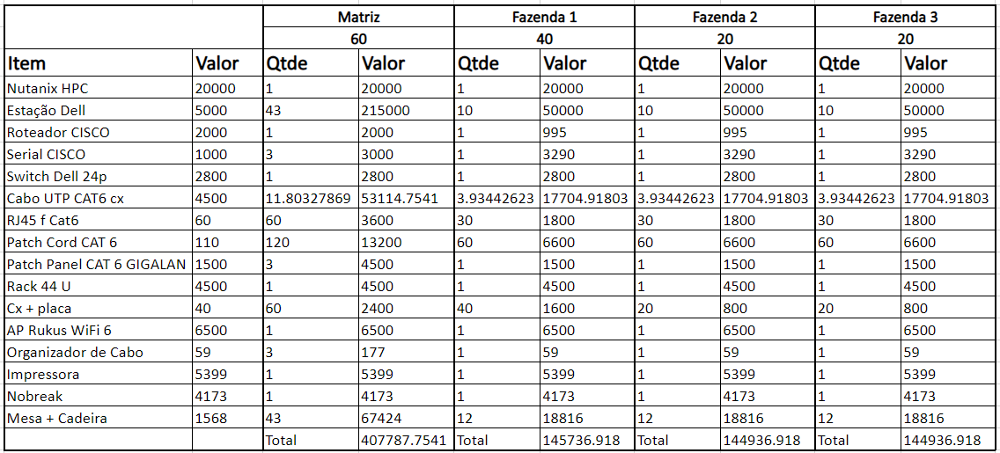 Matriz Fazenda 1 Fazenda 2 Fazenda 3
60 40 20 20
Item Valor Qtde Valor Qtde Valor Qtde Valor Qtde Valor
Nutanix HPC 20000 1 20000 1 20000 1 20000 1 20000
Estação Dell 5000 43 215000 10 50000 10 50000 10 50000
Roteador CISCO 2000 1 2000 1 995 1 995 1 995
Serial CISCO 1000 3 3000 1 3290 1 3290 1 3290
Switch Dell 24p 2800 1 2800 1 2800 1 2800 1 2800
Cabo UTP CAT6 cx 4500 11.80327869 53114.7541 3.93442623 17704.91803 3.93442623 17704.91803 3.93442623 17704.91803
RJ45 f Cat6 60 60 3600 30 1800 30 1800 30 1800
Patch Cord CAT 6 110 120 13200 60 6600 60 6600 60 6600
Patch Panel CAT 6 GIGALAN 1500 3 4500 1 1500 1 1500 1 1500
Rack 44 U 4500 1 4500 1 4500 1 4500 1 4500
Cx + placa 40 60 2400 40 1600 20 800 20 800
AP Rukus WiFi 6 6500 1 6500 1 6500 1 6500 1 6500
Organizador de Cabo 59 3 177 1 59 1 59 1 59
Impressora 5399 1 5399 1 5399 1 5399 1 5399
Nobreak 4173 1 4173 1 4173 1 4173 1 4173
Mesa + Cadeira 1568 43 67424 12 18816 12 18816 12 18816
Total 407787.7541 Total 145736.918 Total 144936.918 Total 144936.918